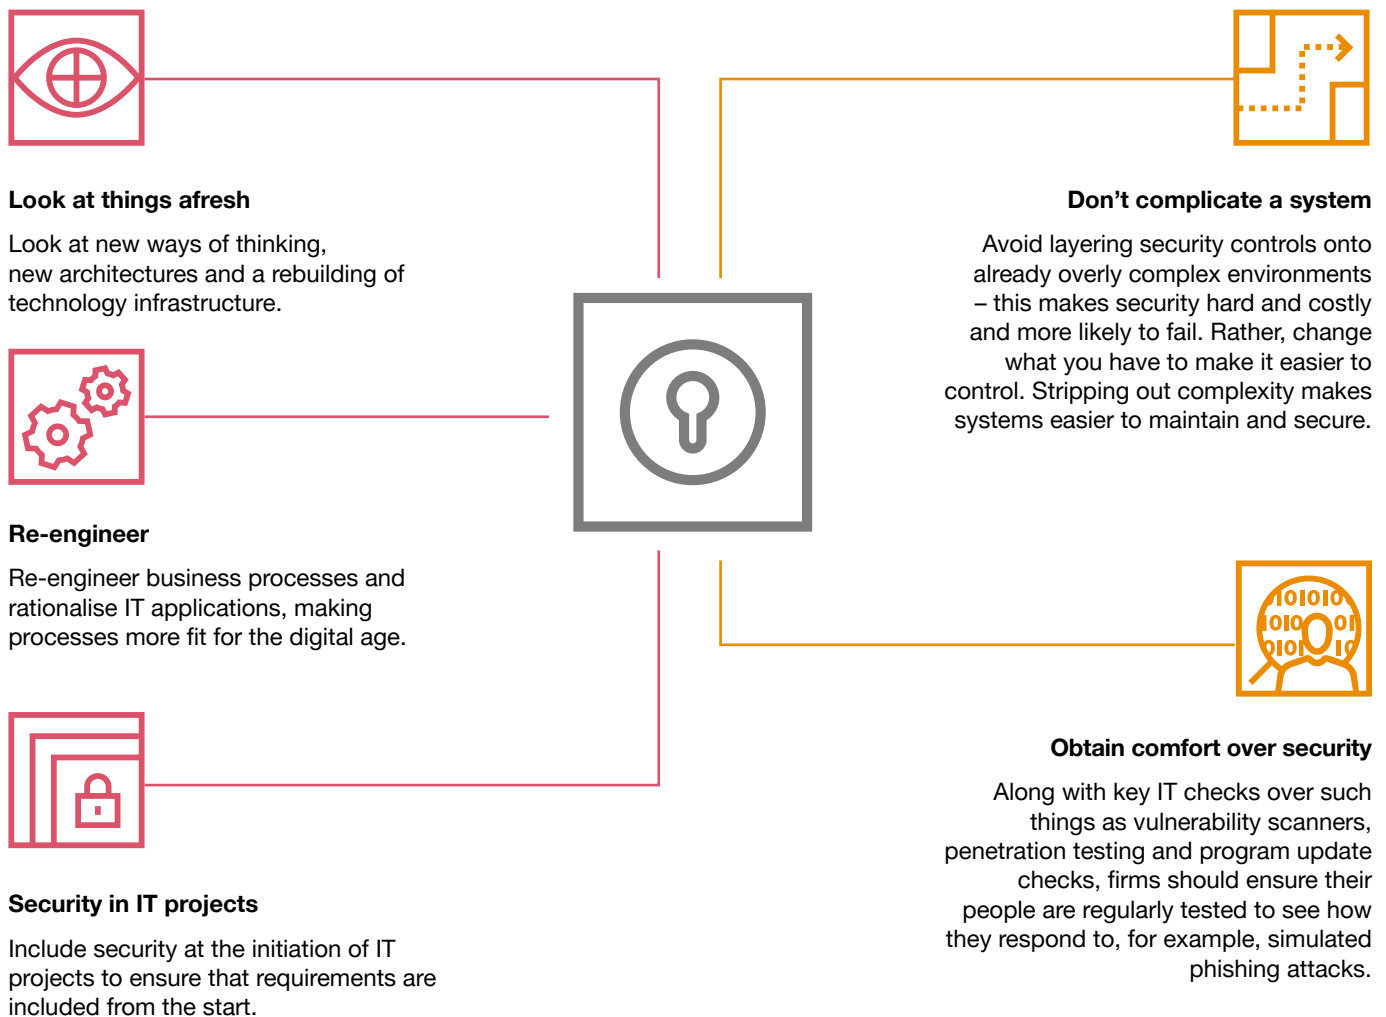 Look at things afresh
Look at new ways of thinking,
new architectures and a rebuilding of
technology infrastructure.
Re-engineer
Re-engineer business processes and
rationalise IT applications, making
processes more fit for the digital age.
Security in IT projects
Include security at the initiation of IT
projects to ensure that requirements are
included from the start.
Don’t complicate a system
Avoid layering security controls onto
already overly complex environments
– this makes security hard and costly
and more likely to fail. Rather, change
what you have to make it easier to
control. Stripping out complexity makes
systems easier to maintain and secure.
Obtain comfort over security
Along with key IT checks over such
things as vulnerability scanners,
penetration testing and program update
checks, firms should ensure their
people are regularly tested to see how
they respond to, for example, simulated
phishing attacks.